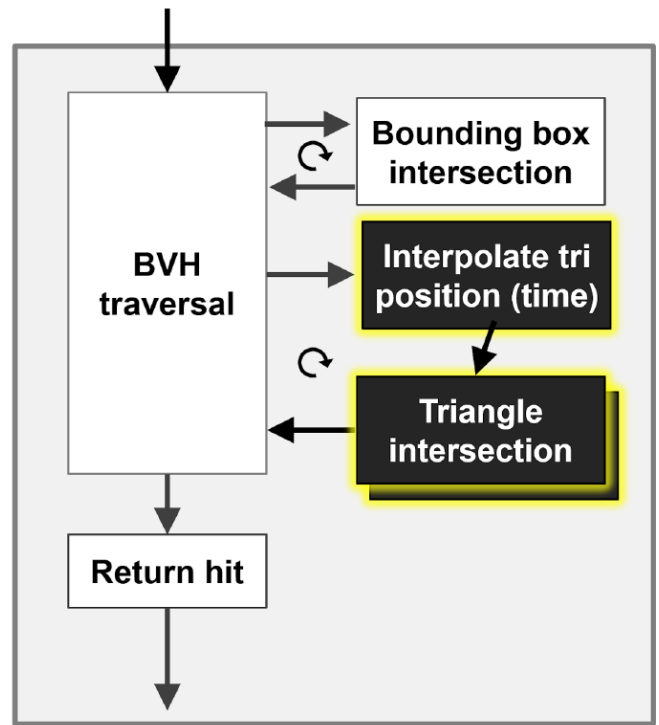 Bounding box
intersection
BVH
traversal
Interpolate tri
position (time)
Triangle
intersection
Return hit